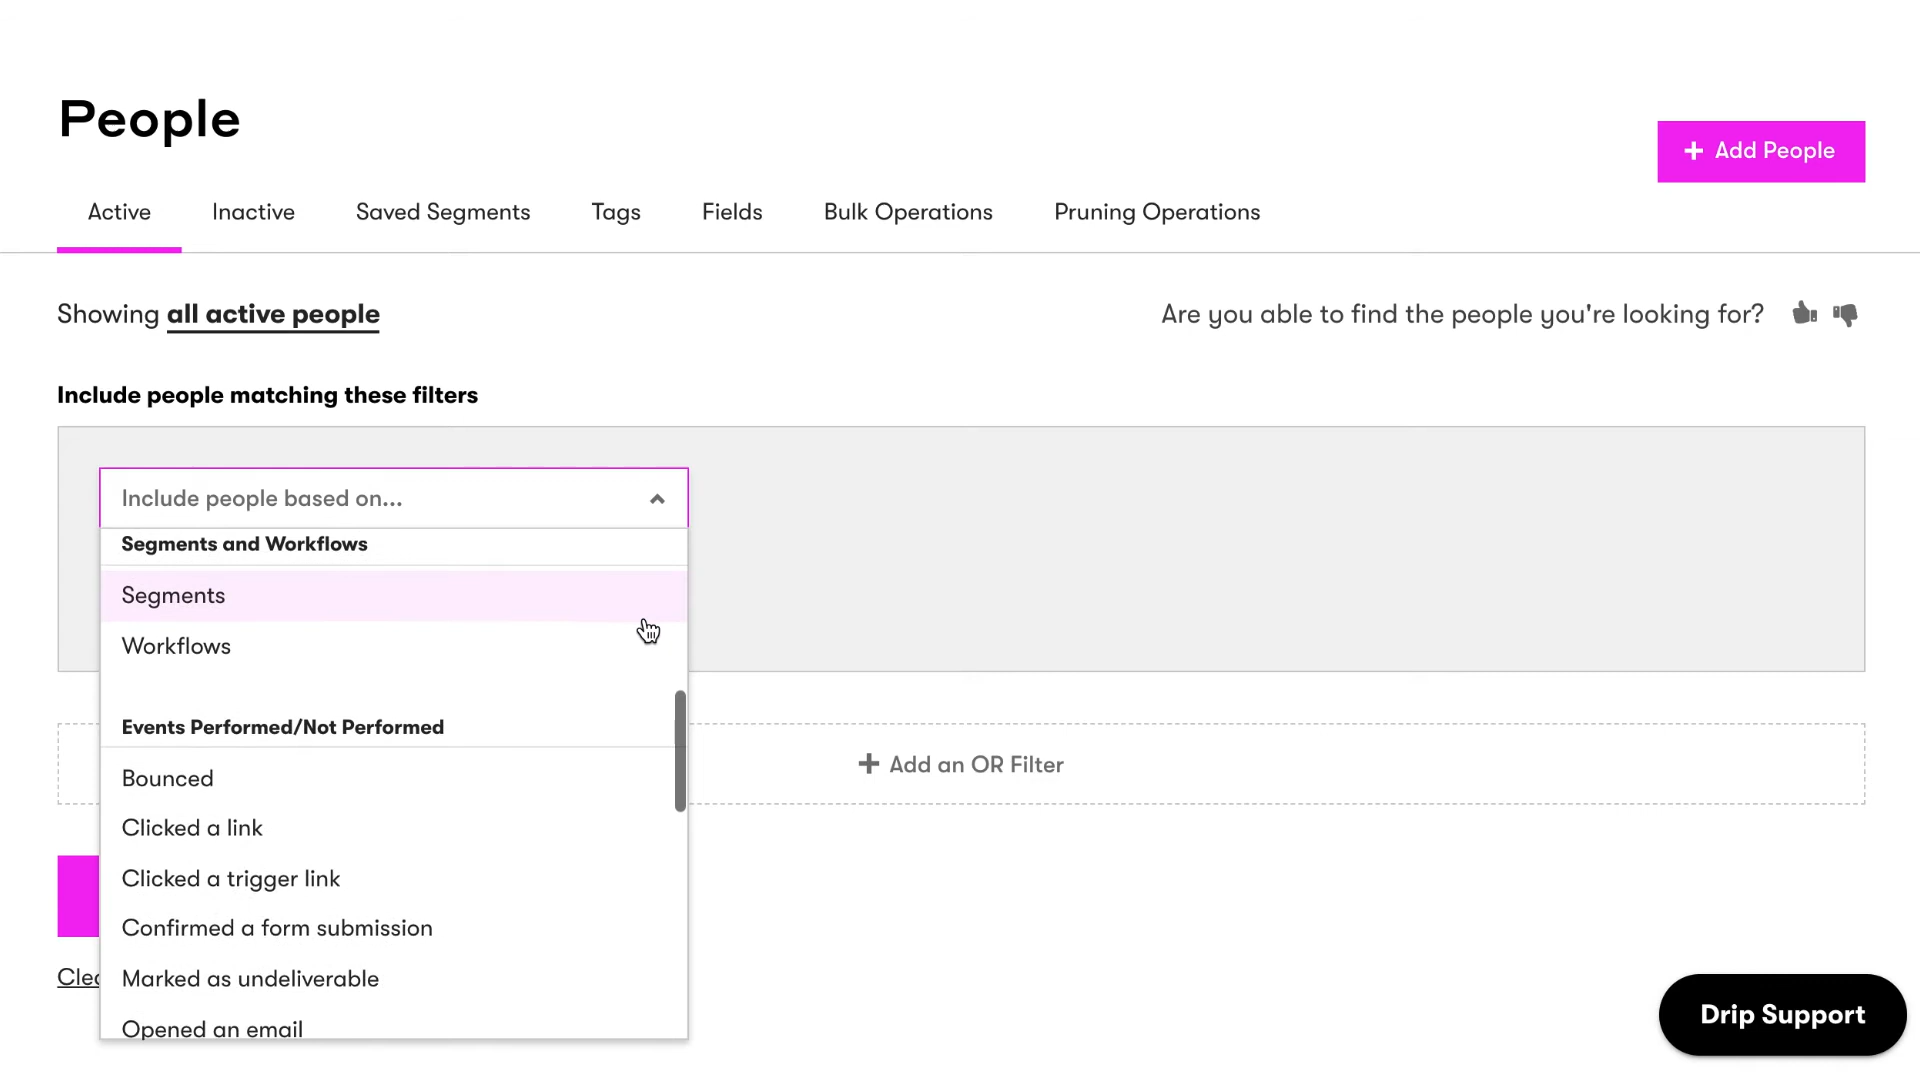 People
+ Add People
Active Inactive Saved Segments Tags Fields Bulk Operations Pruning Operations
Showing all active people
Are you able to find the people you're looking for?
Include people matching these filters
Include people based on...
Segments and Workflows
Segments
Workflows
Events Performed/Not Performed
Bounced
+ Add an OR Filter
Clicked a link
Clicked a trigger link
Confirmed a form submission
Marked as undeliverable
Opened an email
Drip Support